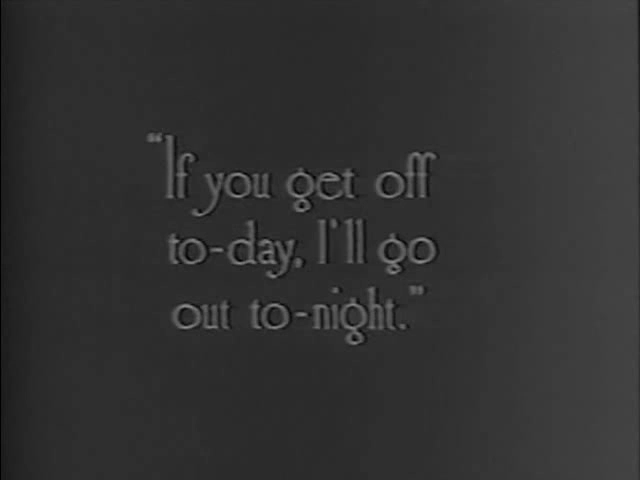 “If you get off
to-day, I'll go
out to-night.”